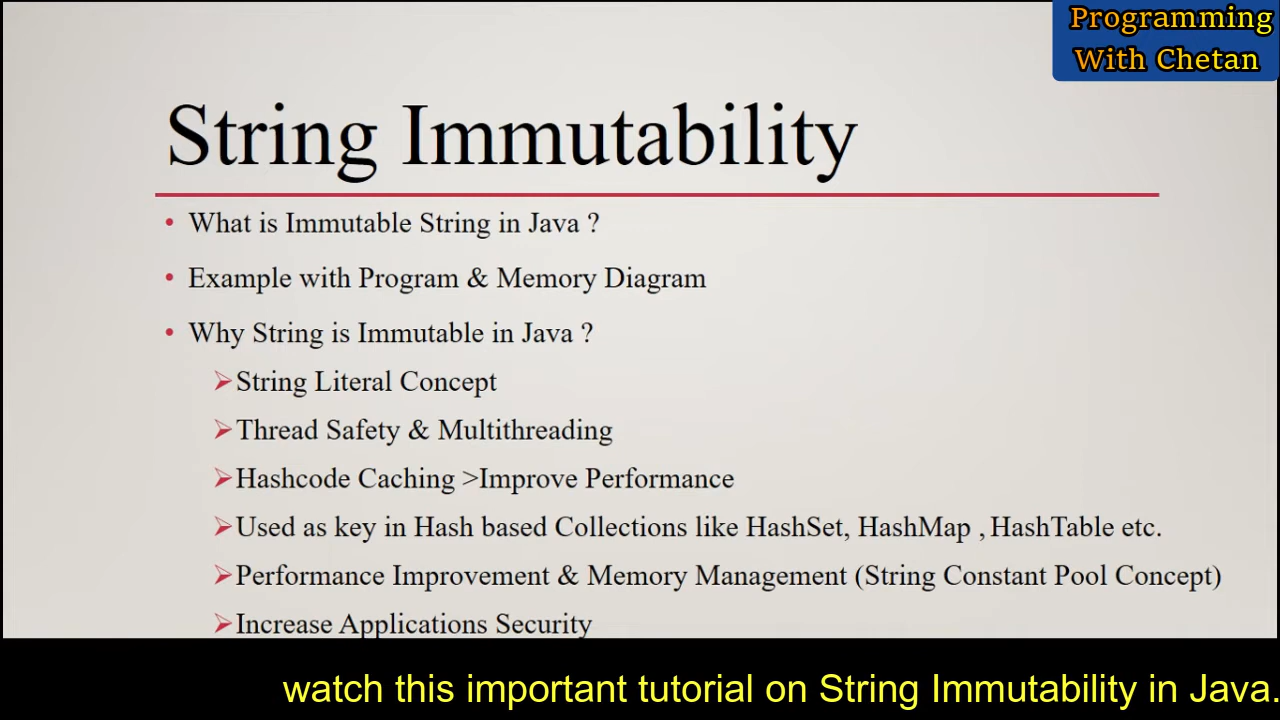 Programming
With Chetan
String Immutability
• What is Immutable String in Java ?
• Example with Program & Memory Diagram
• Why String is Immutable in Java ?
➢String Literal Concept
➢Thread Safety & Multithreading
➢Hashcode Caching >Improve Performance
➢Used as key in Hash based Collections like HashSet, HashMap , HashTable etc.
➢Performance Improvement & Memory Management (String Constant Pool Concept)
➢Increase Applications Security
watch this important tutorial on String Immutability in Java.